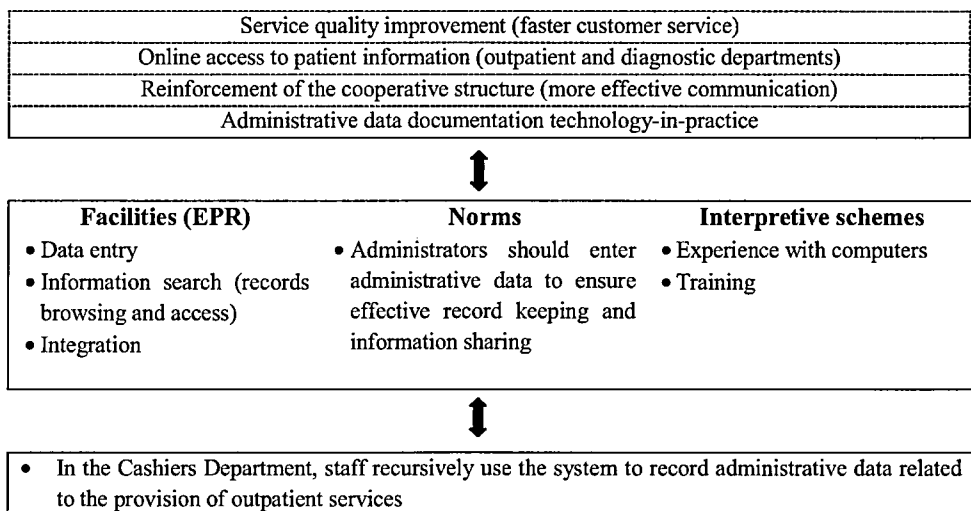 Service quality improvement (faster customer service)
Online access to patient information (outpatient and diagnostic departments)
Reinforcement of the cooperative structure (more effective communication)
Administrative data documentation technology-in-practice
Facilities (EPR)
• Data entry
• Information search (records
browsing and access)
• Integration
Norms
• Administrators should enter
administrative data to ensure
effective record keeping and
information sharing
Interpretive schemes
• Experience with computers
• Training
• In the Cashiers Department, staff recursively use the system to record administrative data related
to the provision of outpatient services